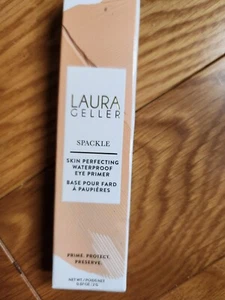 LAURA
GELLER
SPACKLE
SKIN PERFECTING
WATERPROOF
EYE PRIMER
BASE POUR FARD
À PAUPIÈRES
PRIME. PROTECT.
PRESERVE.